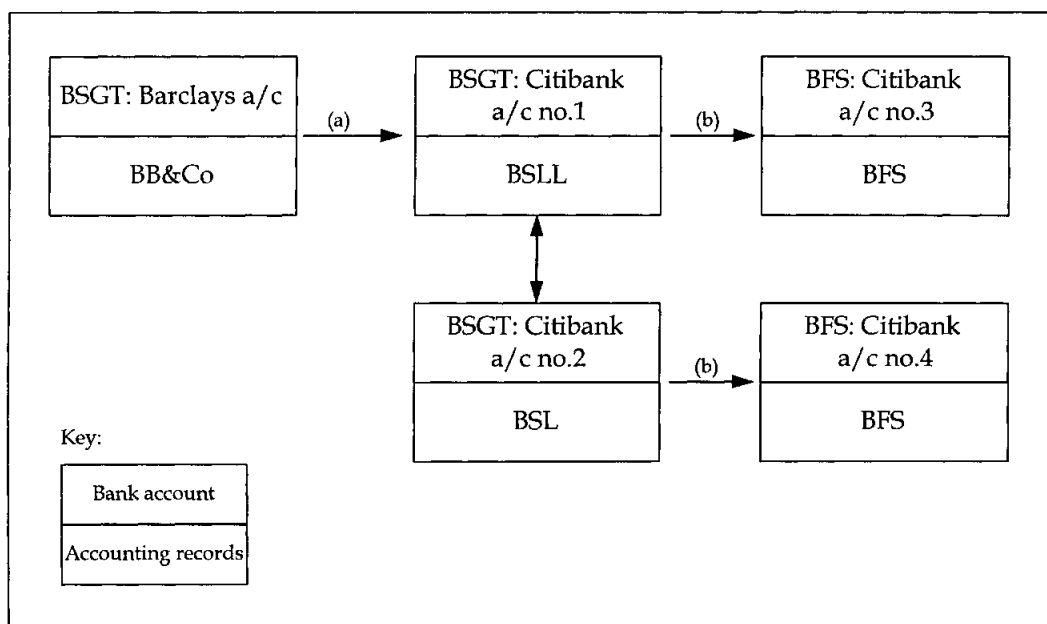 BSGT: Barclays a/c
BB&Co
(a)
BSGT: Citibank
a/c no.1
BSLL
(b)
BFS: Citibank
a/c no.3
BFS
BSGT: Citibank
a/c no.2
BSL
(b)
BFS: Citibank
a/c no.4
BFS
Key:
Bank account
Accounting records